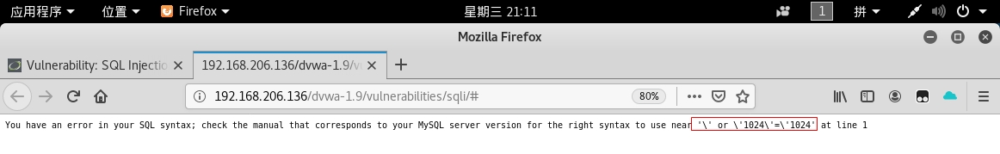 应用程序 位置 Firefox 星期三 21:11 1 拼
Mozilla Firefox
Vulnerability: SQL Injectio 192.168.206.136/dvwa-1.9/v
192.168.206.136/dvwa-1.9/vulnerabilities/sqli/# 80%
You have an error in your SQL syntax; check the manual that corresponds to your MySQL server version for the right syntax to use near '\' or \'1024\'=\'1024' at line 1